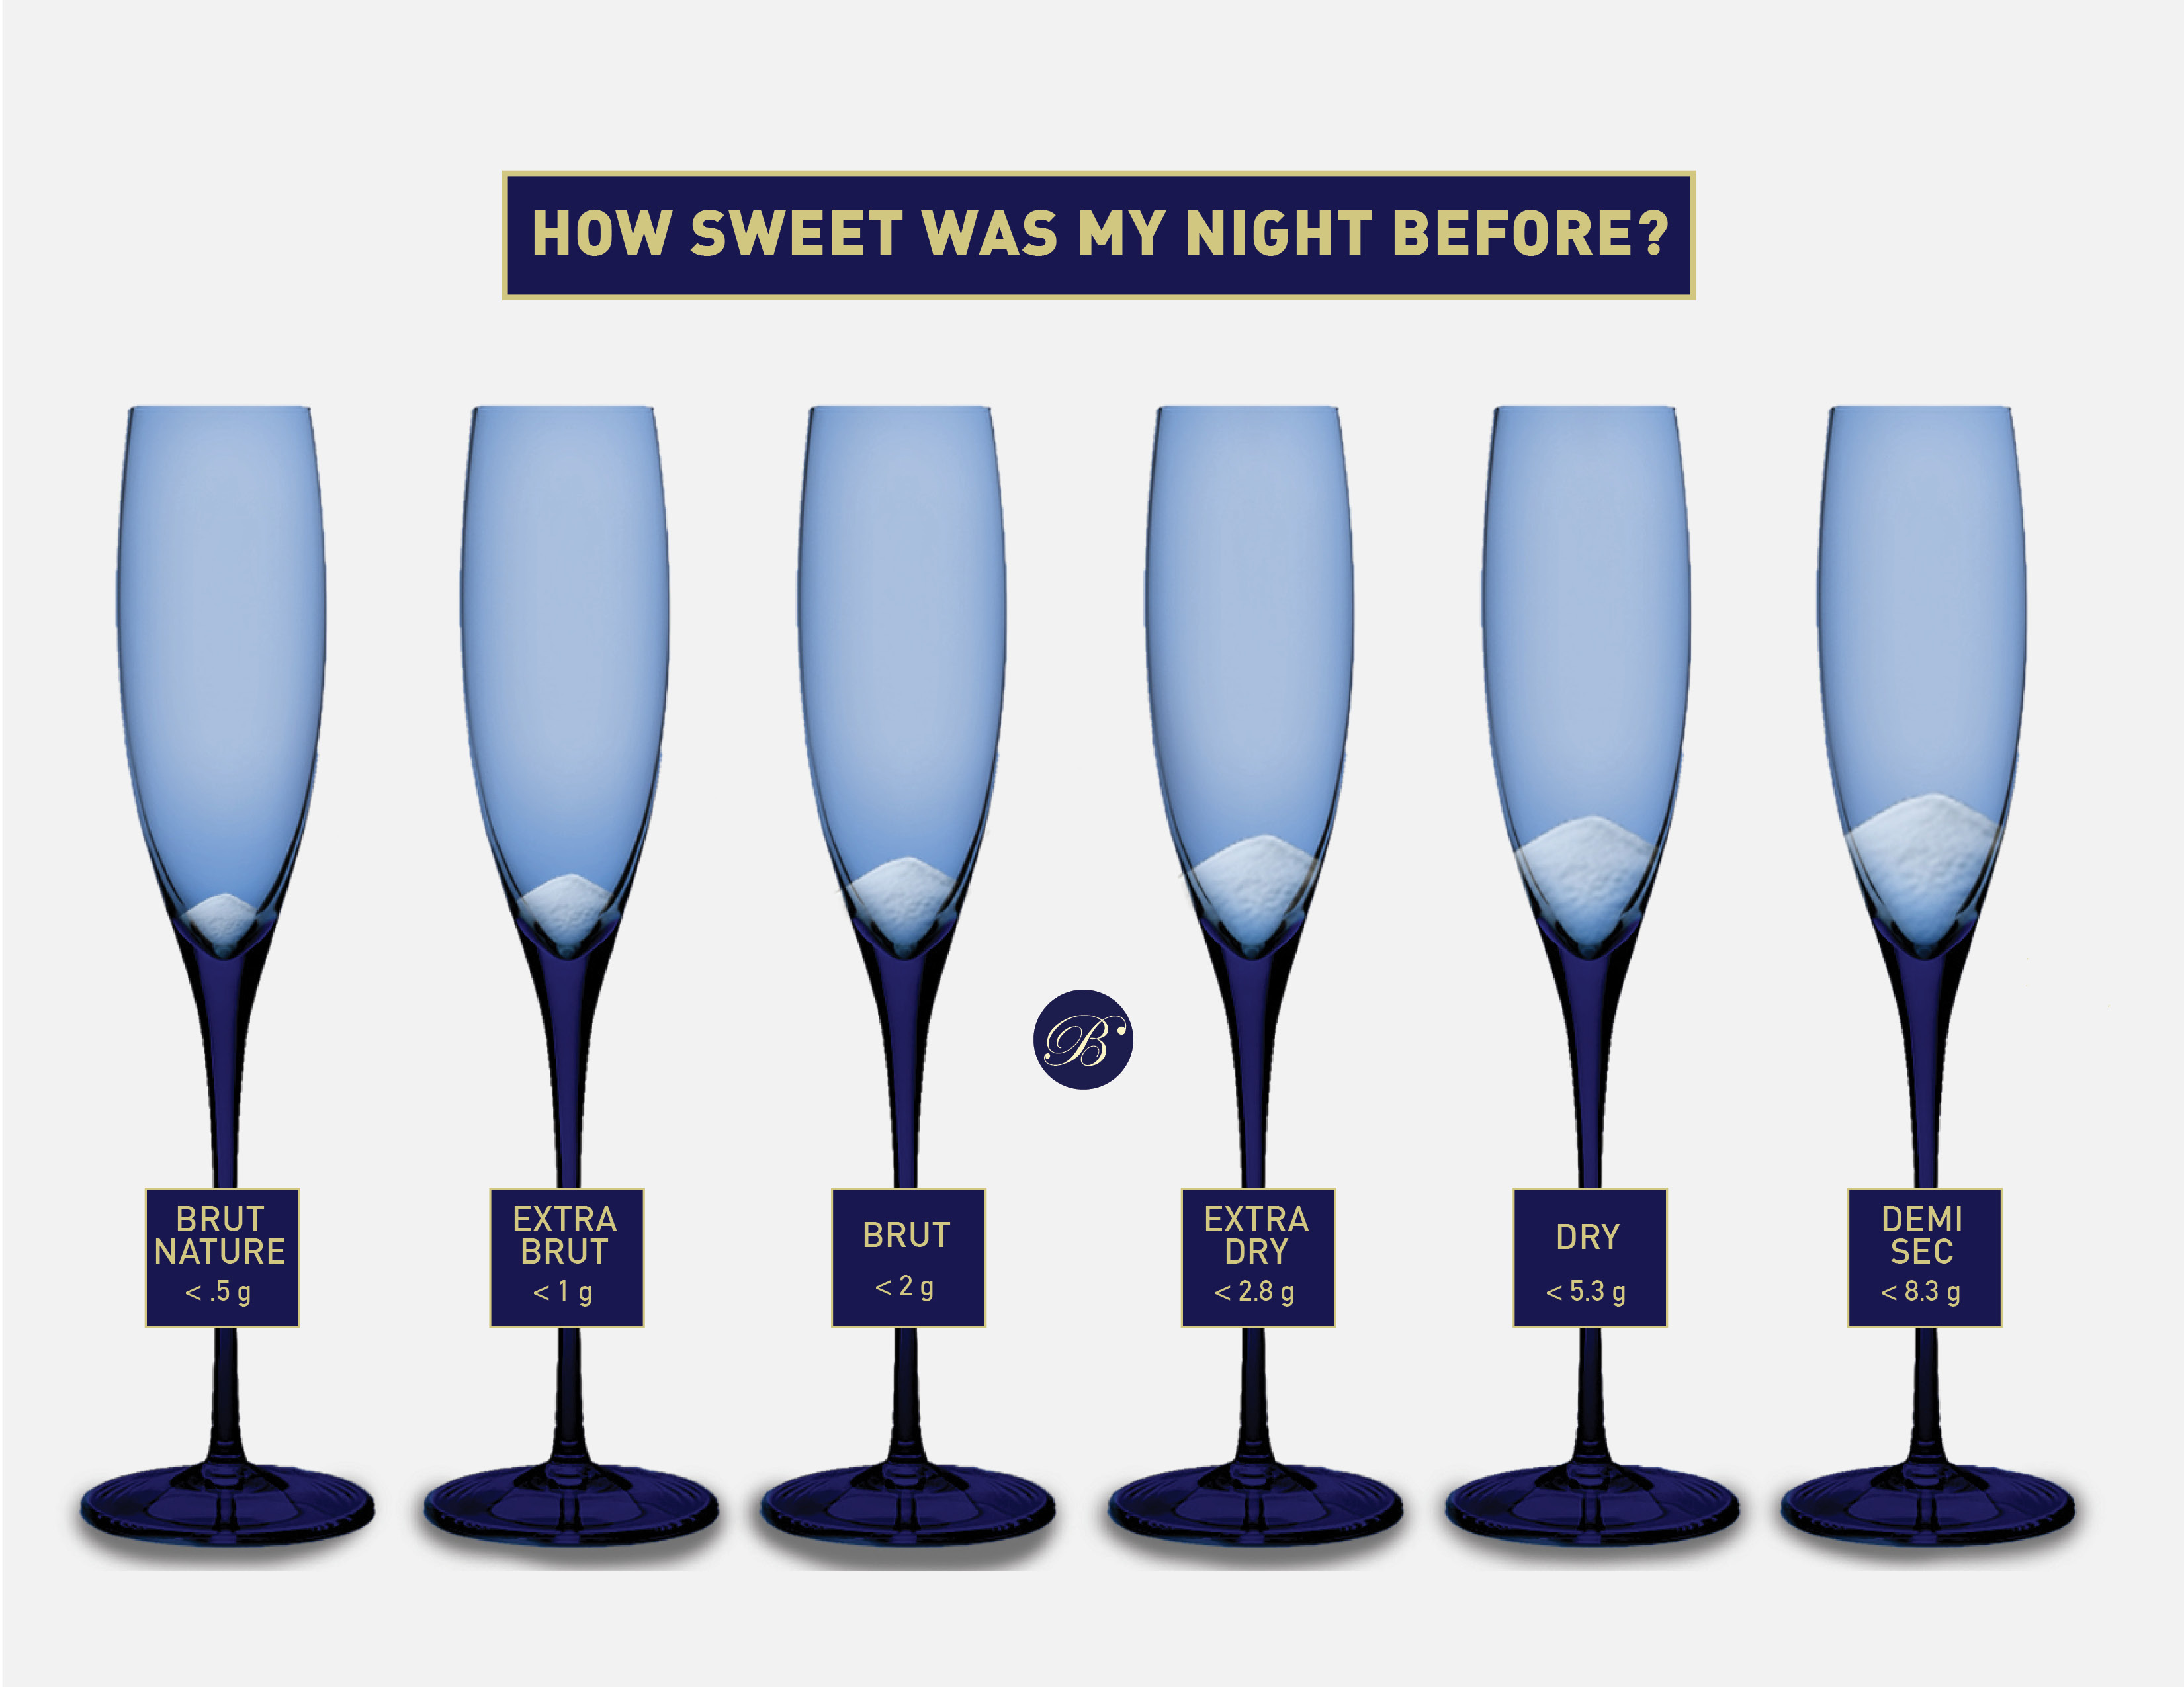 HOW SWEET WAS MY NIGHT BEFORE?
B
BRUT
NATURE
< .5 g
EXTRA
BRUT
< 1 g
BRUT
< 2 g
EXTRA
DRY
< 2.8 g
DRY
< 5.3 g
DEMI
SEC
< 8.3 g